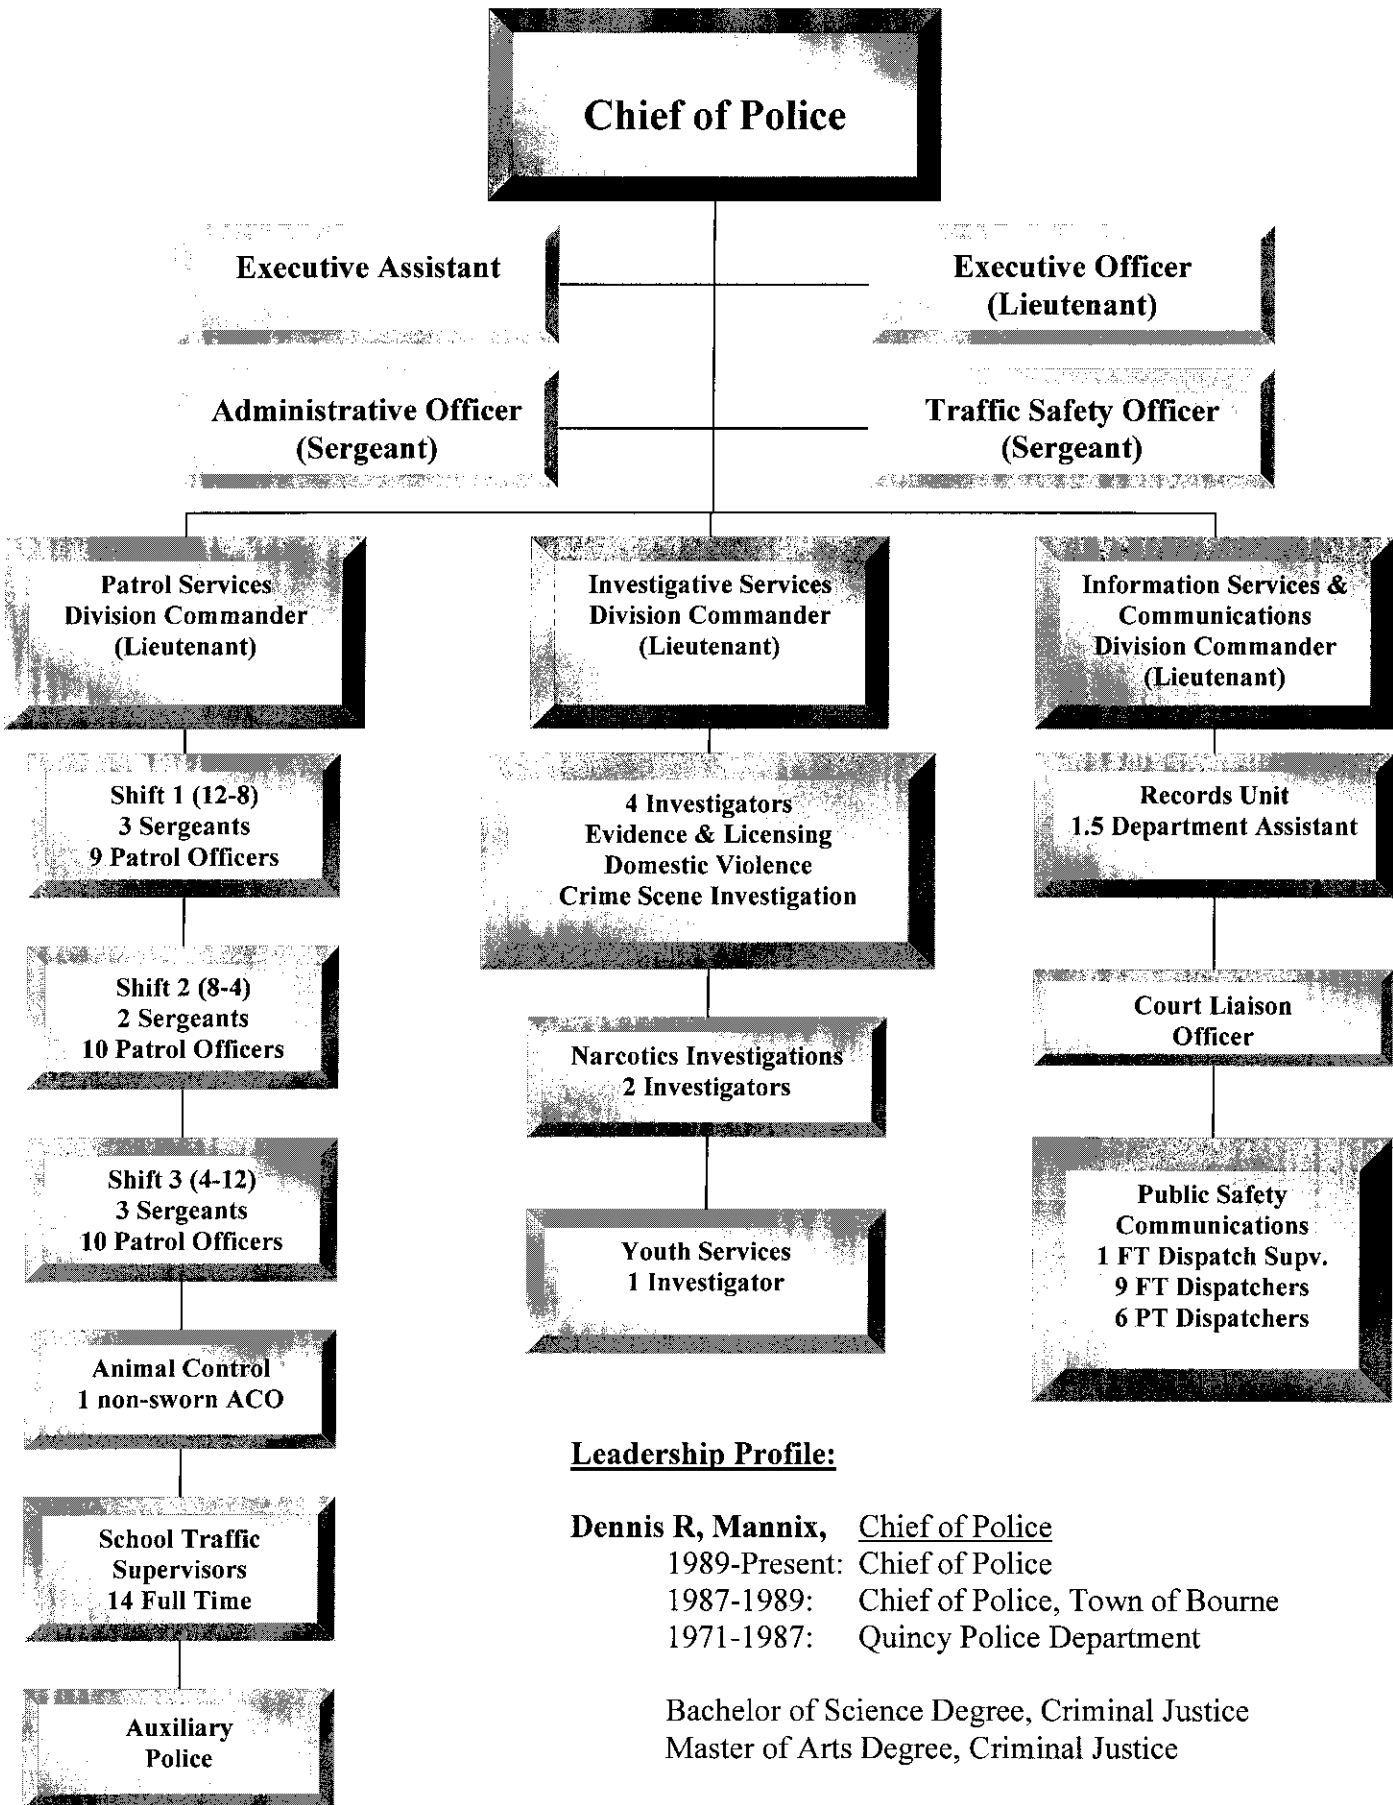 Chief of Police
Executive Assistant
Executive Officer
(Lieutenant)
Administrative Officer
(Sergeant)
Traffic Safety Officer
(Sergeant)
Patrol Services
Division Commander
(Lieutenant)
Investigative Services
Division Commander
(Lieutenant)
Information Services &
Communications
Division Commander
(Lieutenant)
Shift 1 (12-8)
3 Sergeants
9 Patrol Officers
Shift 2 (8-4)
2 Sergeants
10 Patrol Officers
Shift 3 (4-12)
3 Sergeants
10 Patrol Officers
Animal Control
1 non-sworn ACO
School Traffic
Supervisors
14 Full Time
Auxiliary
Police
4 Investigators
Evidence & Licensing
Domestic Violence
Crime Scene Investigation
Narcotics Investigations
2 Investigators
Youth Services
1 Investigator
Records Unit
1.5 Department Assistant
Court Liaison
Officer
Public Safety
Communications
1 FT Dispatch Supv.
9 FT Dispatchers
6 PT Dispatchers
Leadership Profile:
Dennis R, Mannix, Chief of Police
1989-Present: Chief of Police
1987-1989: Chief of Police, Town of Bourne
1971-1987: Quincy Police Department
Bachelor of Science Degree, Criminal Justice
Master of Arts Degree, Criminal Justice